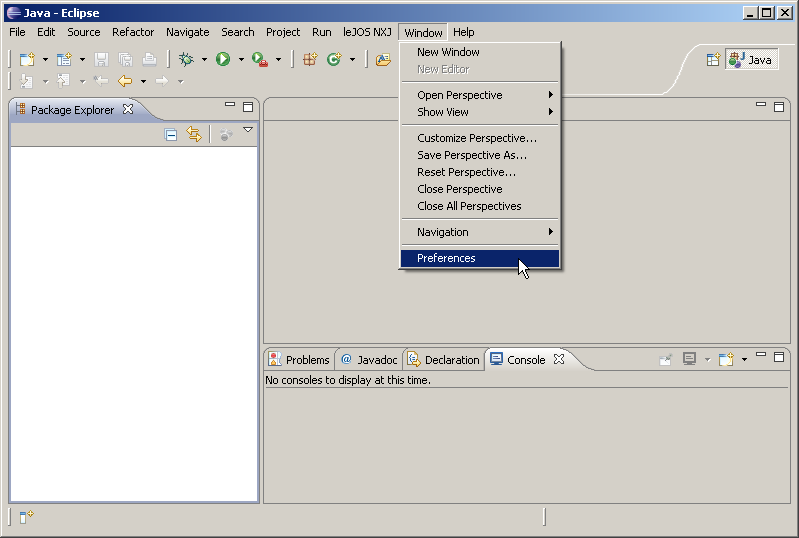 Java - Eclipse
File Edit Source Refactor Navigate Search Project Run leJOS NXJ Window Help
New Window
New Editor
Open Perspective
Show View
Customize Perspective...
Save Perspective As...
Reset Perspective...
Close Perspective
Close All Perspectives
Navigation
Preferences
Java
Package Explorer
Problems Javadoc Declaration Console
No consoles to display at this time.